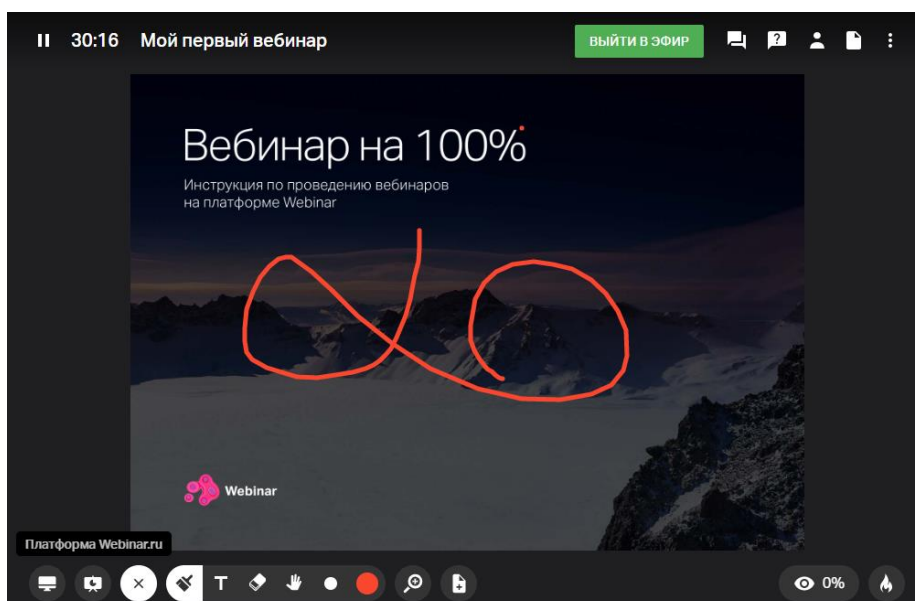 30:16 Мой первый вебинар ВЫЙТИ В ЭФИР
Вебинар на 100%
Инструкция по проведению вебинаров
на платформе Webinar
Webinar
Платформа Webinar.ru
T 0%